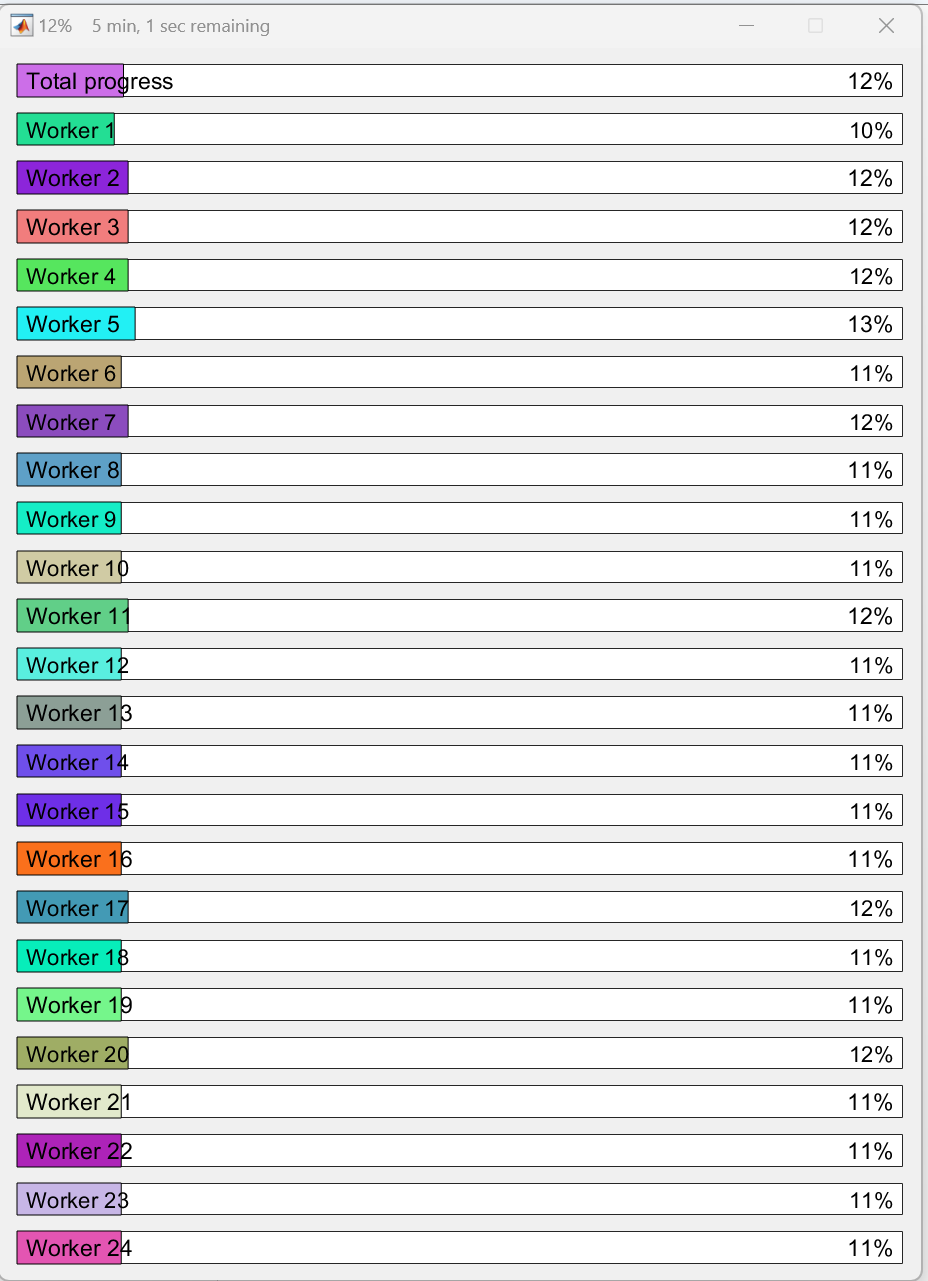 12% 5 min, 1 sec remaining
Total progress 12%
Worker 1 10%
Worker 2 12%
Worker 3 12%
Worker 4 12%
Worker 5 13%
Worker 6 11%
Worker 7 12%
Worker 8 11%
Worker 9 11%
Worker 10 11%
Worker 11 12%
Worker 12 11%
Worker 13 11%
Worker 14 11%
Worker 15 11%
Worker 16 11%
Worker 17 12%
Worker 18 11%
Worker 19 11%
Worker 20 12%
Worker 21 11%
Worker 22 11%
Worker 23 11%
Worker 24 11%